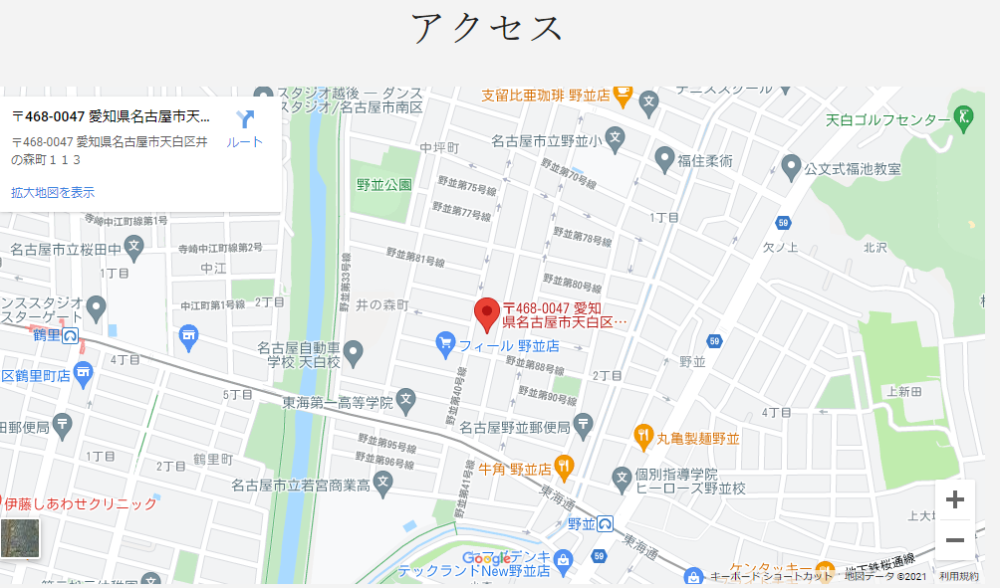 アクセス
スタジオ越後 ー ダンス
スタジオ/名古屋市南区
支留比亜珈琲 野並店
テニススクール
〒468-0047 愛知県名古屋市天...
〒468-0047 愛知県名古屋市天白区井
の森町１１３
ルート
拡大地図を表示
天白ゴルフセンター
名古屋市立野並小
中坪町
福住柔術
公文式福池教室
野並公園
野並第70号線
野並第75号線
野並第77号線
野並第78号線
1丁目
59
寺崎中江町線第1号
寺崎中江町線第2号
名古屋市立桜田中
中江
1丁目
欠ノ上
北沢
野並第81号線
野並第33号線
野並第80号線
2丁目
中江町第1号線
ンススタジオ
スターゲート
井の森町
〒468-0047 愛知
県名古屋市天白区…
鶴里
フィール 野並店
59
名古屋自動車
学校 天白校
4丁目
野並
野並第88号線
2丁目
区鶴里町店
野並第40号線
野並第90号線
上新田
5丁目
東海第一高等学院
4丁目
田郵便局
名古屋野並郵便局
丸亀製麺野並
野並第95号線
野並第96号線
1丁目
2丁目
鶴里町
牛角 野並店
個別指導学院
ヒーローズ野並校
名古屋市立若宮商業高
野並第41号線
東海通
伊藤しあわせクリニック
野並
上大
東海通
59
Google
マダデンキ
テックランドNew野並店
ケンタッキー
地下鉄桜通線
キーボード ショートカット
地図データ ©2021
利用規約